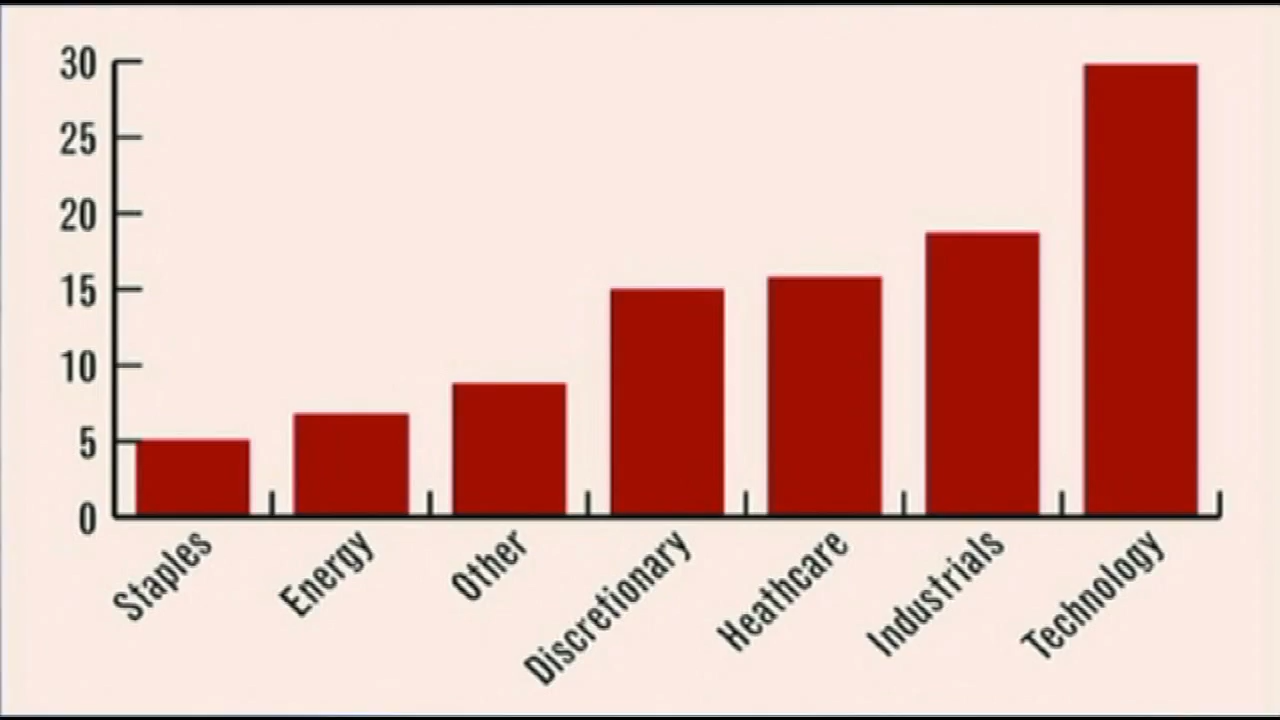 30
25
20
15
10
5
0
Staples
Energy
Other
Discretionary
Heathcare
Industrials
Technology